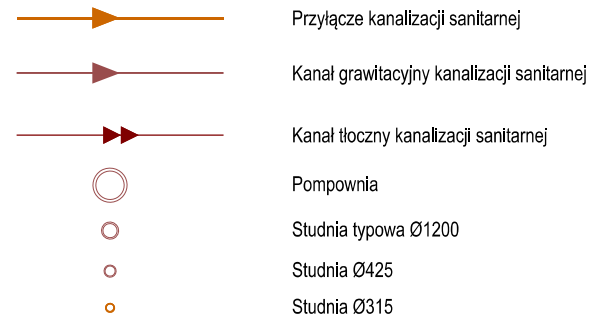 Przyłącze kanalizacji sanitarnej
Kanał grawitacyjny kanalizacji sanitarnej
Kanał tłoczny kanalizacji sanitarnej
Pompownia
Studnia typowa Ø1200
Studnia Ø425
Studnia Ø315